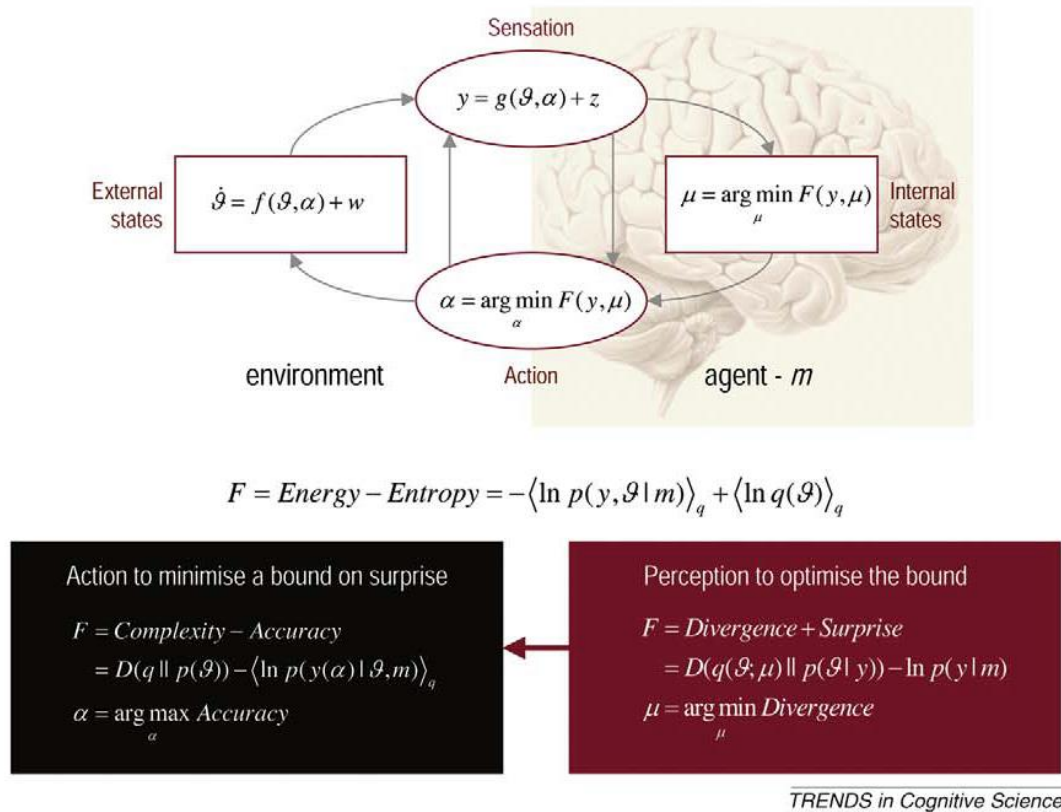 Sensation
y = g(ϑ,α) + z
External
states
ϑ̇ = f(ϑ,α) + w
μ = arg min F(y,μ)
μ
Internal
states
α = arg min F(y,μ)
α
environment
Action
agent - m
F = Energy − Entropy = −⟨ln p(y,ϑ | m)⟩q + ⟨ln q(ϑ)⟩q
Action to minimise a bound on surprise
F = Complexity − Accuracy
= D(q || p(ϑ)) − ⟨ln p(y(α) | ϑ,m)⟩q
α = arg max Accuracy
α
Perception to optimise the bound
F = Divergence + Surprise
= D(q(ϑ;μ) || p(ϑ | y)) − ln p(y | m)
μ = arg min Divergence
μ
TRENDS in Cognitive Science